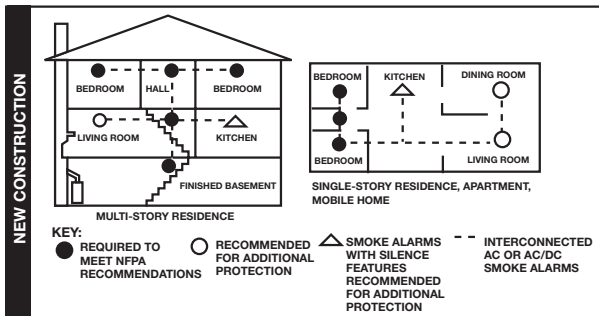 NEW CONSTRUCTION
BEDROOM
HALL
BEDROOM
LIVING ROOM
KITCHEN
FINISHED BASEMENT
MULTI-STORY RESIDENCE
BEDROOM
KITCHEN
DINING ROOM
BEDROOM
LIVING ROOM
SINGLE-STORY RESIDENCE, APARTMENT,
MOBILE HOME
KEY:
REQUIRED TO
MEET NFPA
RECOMMENDATIONS
RECOMMENDED
FOR ADDITIONAL
PROTECTION
SMOKE ALARMS
WITH SILENCE
FEATURES
RECOMMENDED
FOR ADDITIONAL
PROTECTION
INTERCONNECTED
AC OR AC/DC
SMOKE ALARMS